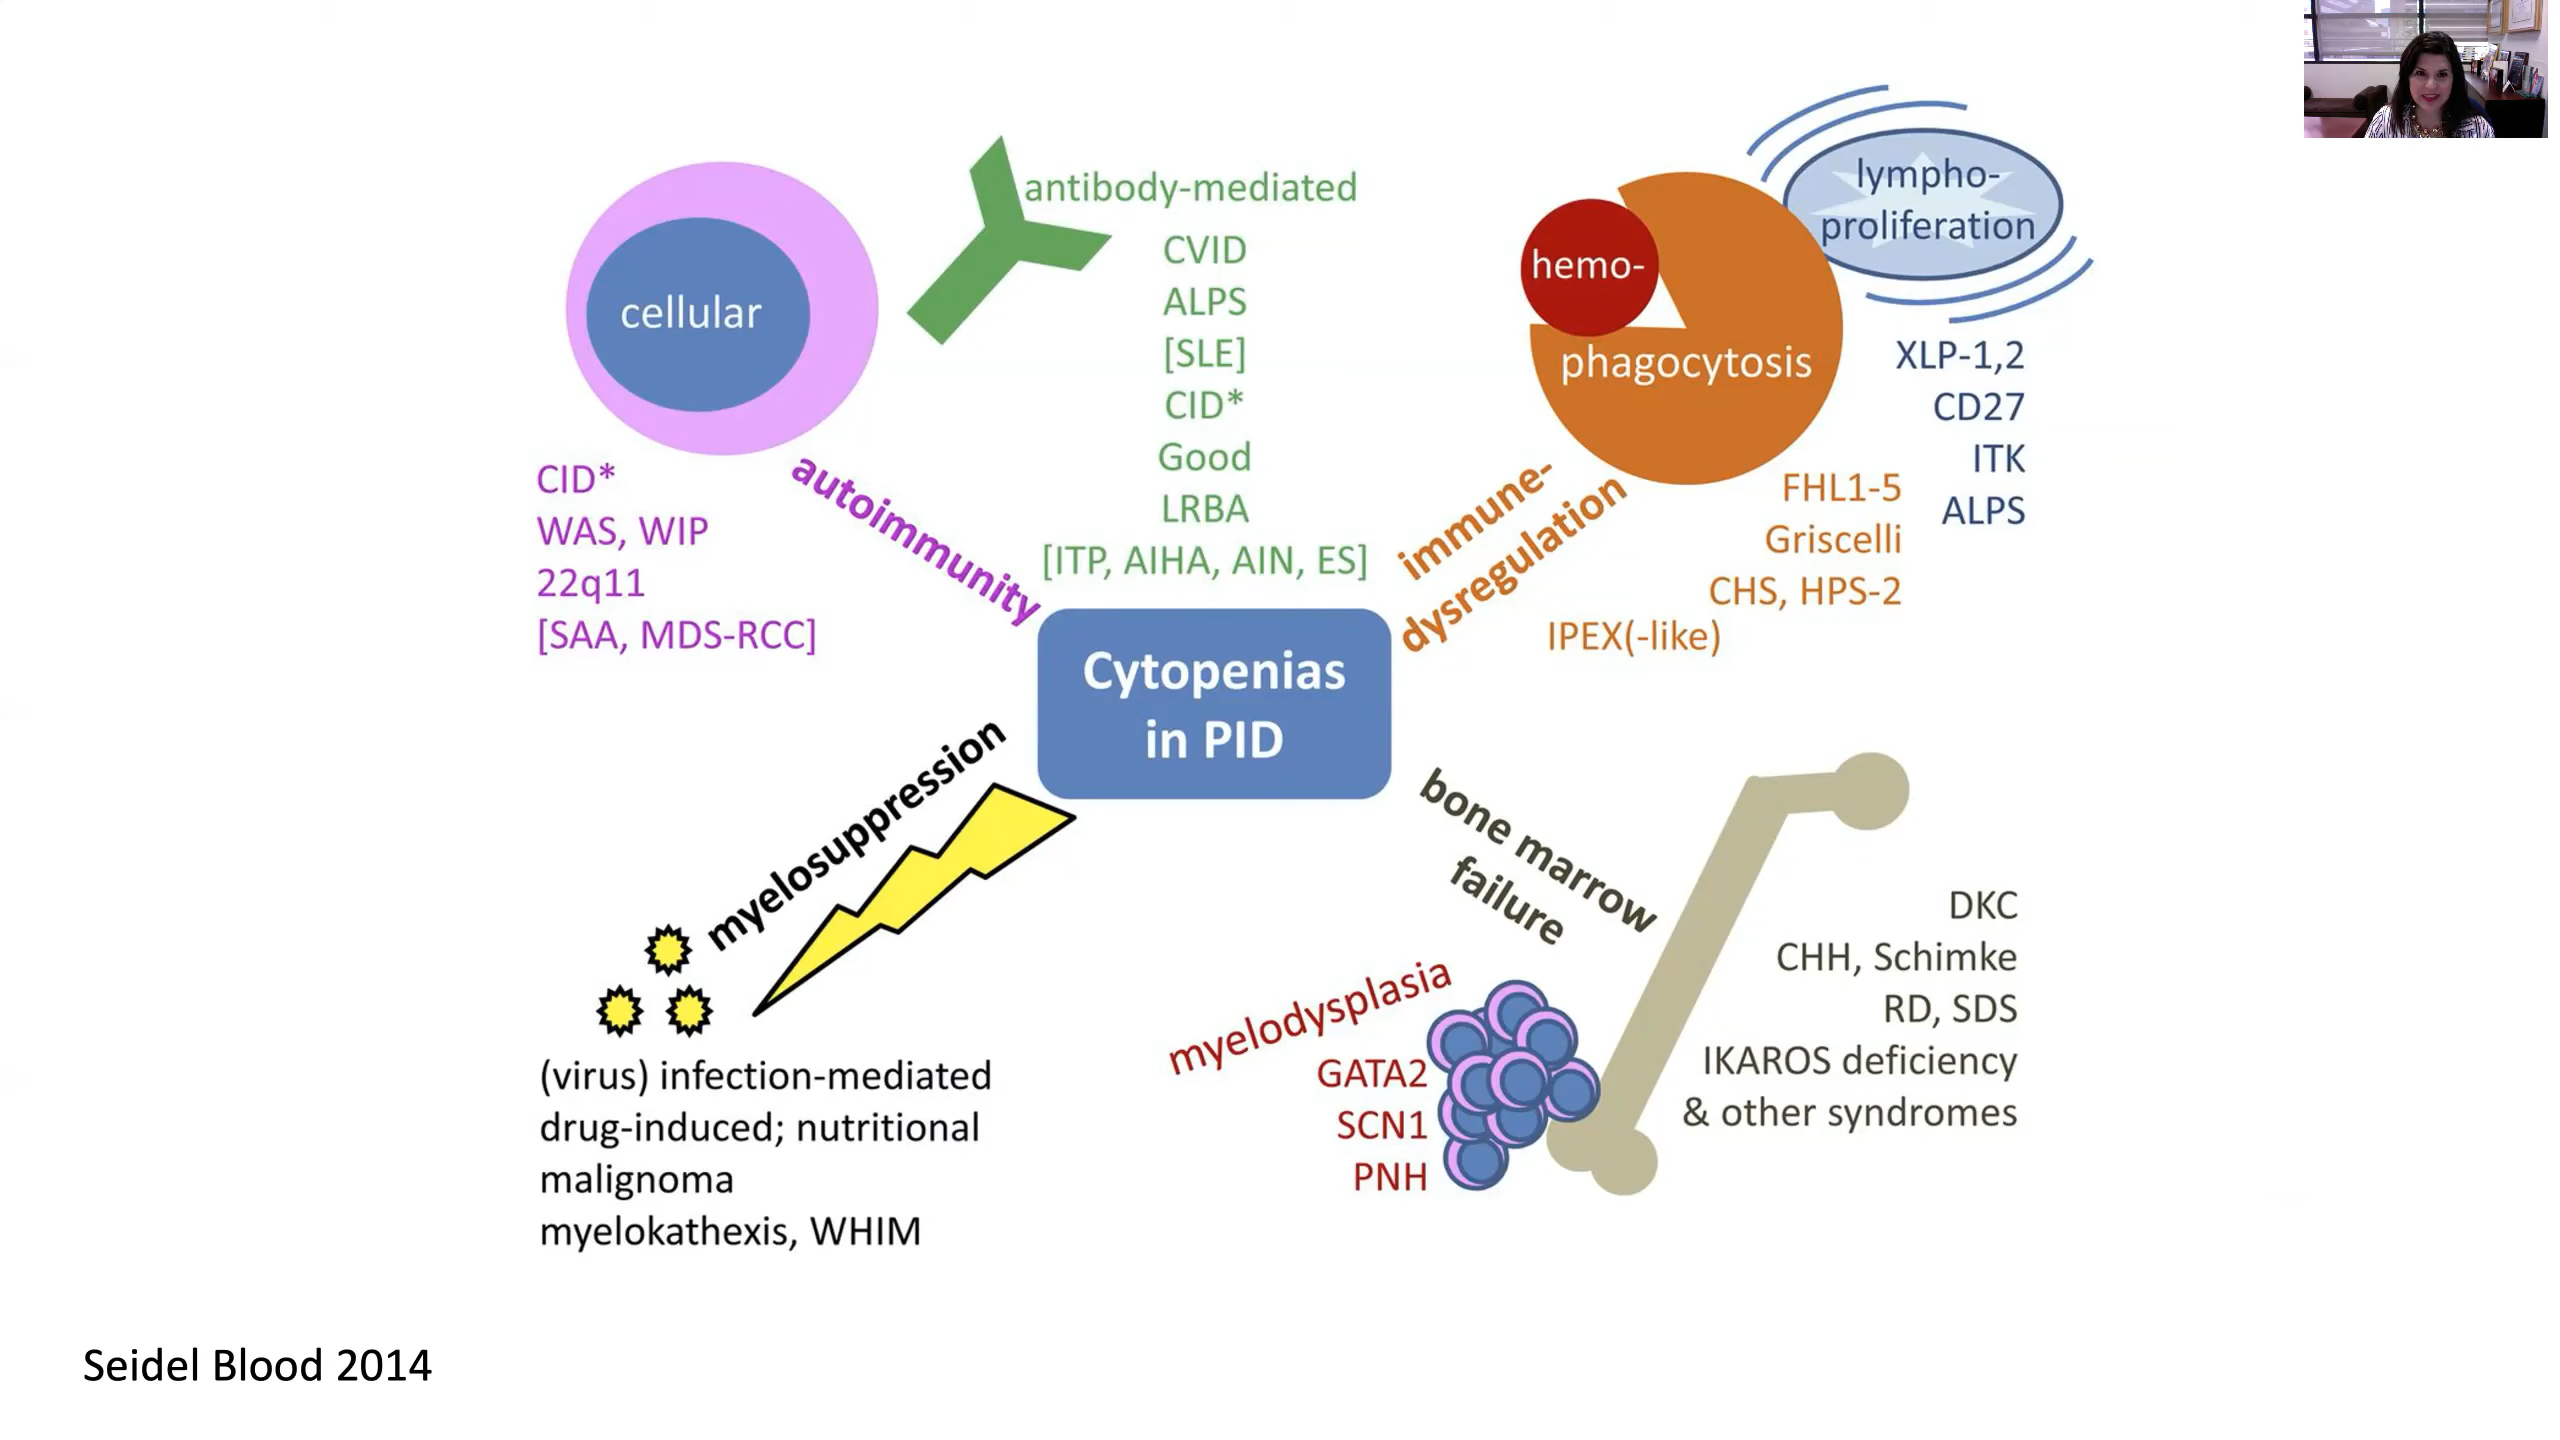 cellular
antibody-mediated
CVID
ALPS
[SLE]
CID*
Good
LRBA
[ITP, AIHA, AIN, ES]
CID*
WAS, WIP
22q11
[SAA, MDS-RCC]
autoimmunity
hemo-
phagocytosis
lympho-
proliferation
XLP-1,2
CD27
ITK
ALPS
FHL1-5
Griscelli
CHS, HPS-2
IPEX(-like)
immune-
dysregulation
Cytopenias
in PID
myelosuppression
(virus) infection-mediated
drug-induced; nutritional
malignoma
myelokathexis, WHIM
bone marrow
failure
DKC
CHH, Schimke
RD, SDS
IKAROS deficiency
& other syndromes
myelodysplasia
GATA2
SCN1
PNH
Seidel Blood 2014